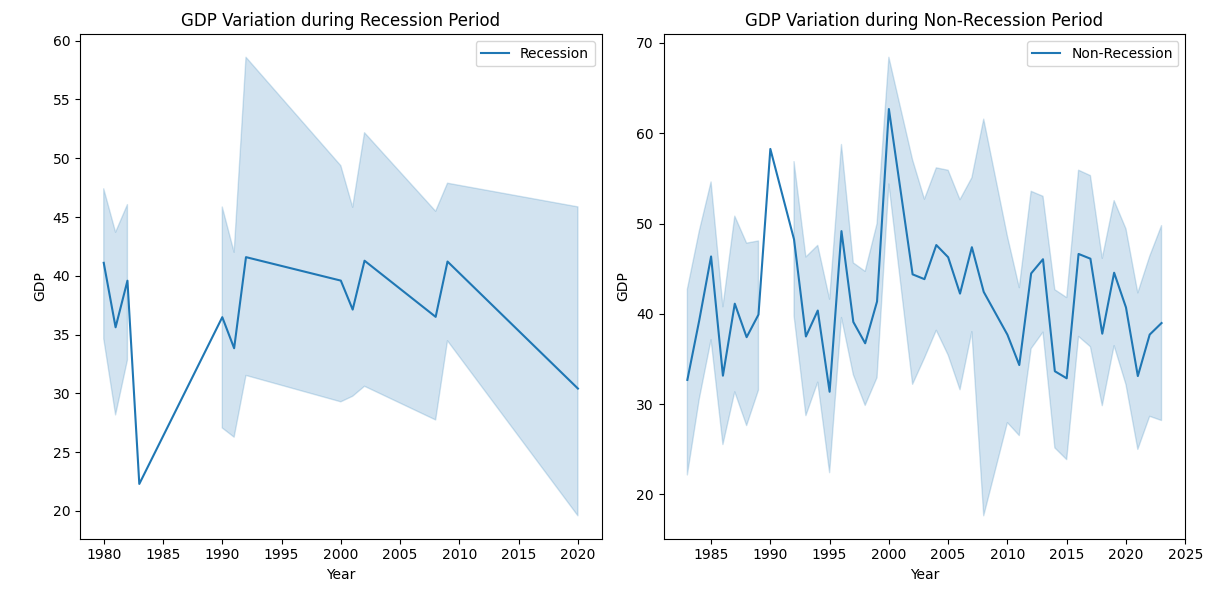 GDP Variation during Recession Period
60
55
50
45
40
35
30
25
20
GDP
Recession
1980 1985 1990 1995 2000 2005 2010 2015 2020
Year
GDP Variation during Non-Recession Period
70
60
50
40
30
20
GDP
Non-Recession
1985 1990 1995 2000 2005 2010 2015 2020 2025
Year